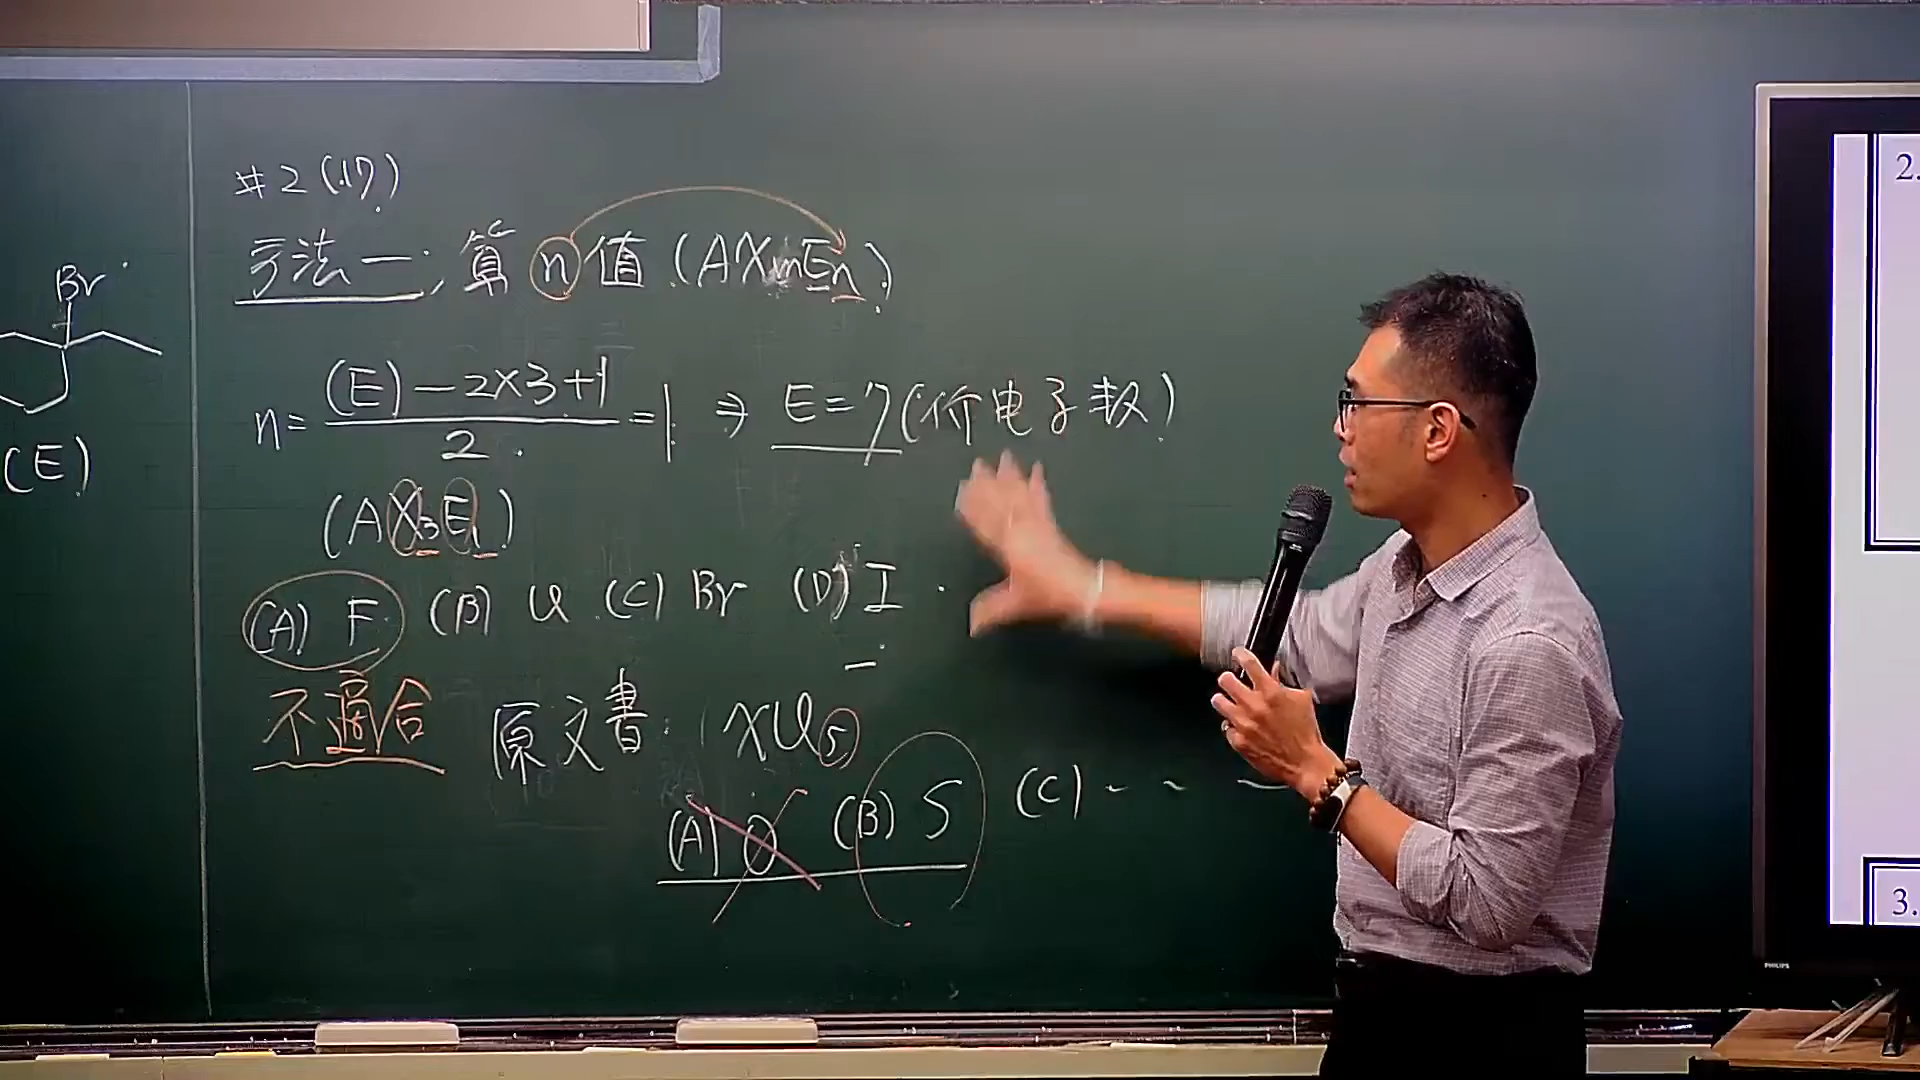 #2 (17)
方法一:算 n 值 (AXmEn)
n = (E) - 2×3 + 1 / 2 = 1 ⇒ E = 7 (价电子数)
(AX3E1)
(A) F (B) Cl (C) Br (D) I
不適合
原文書: XCl5
(A) O (B) S (C)
Br
(E)
2.
3.
PHILIPS